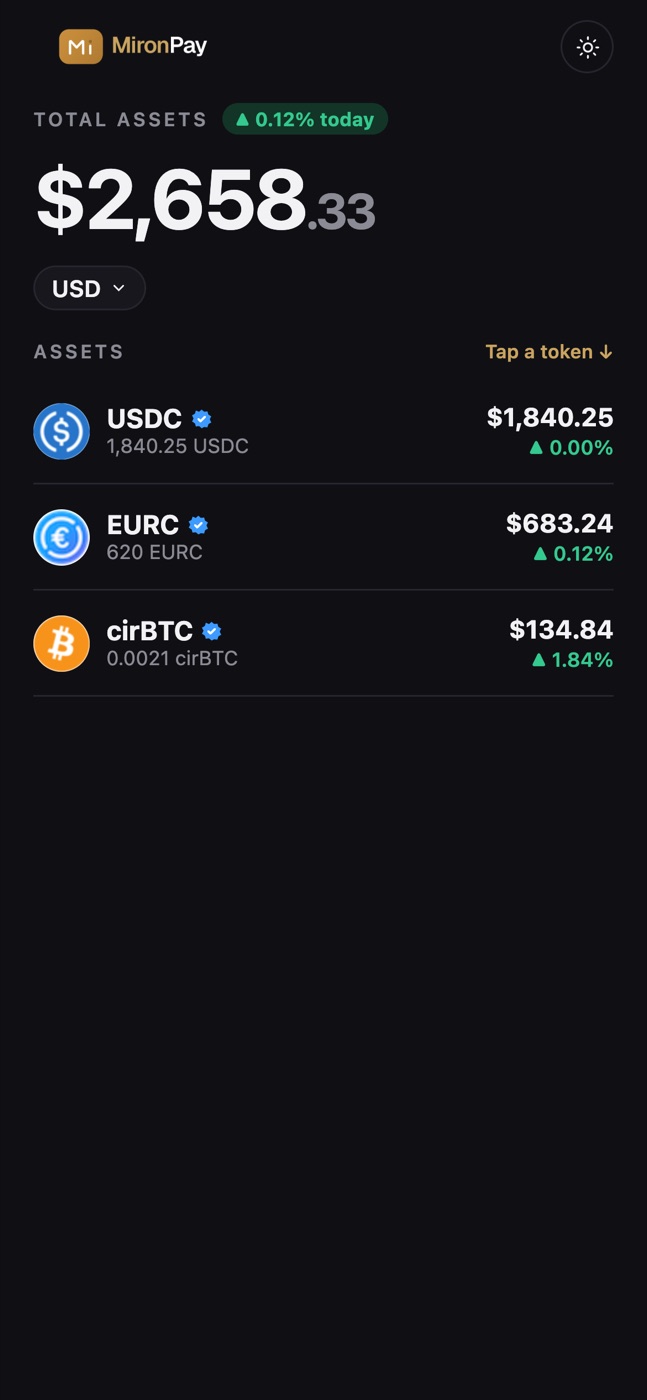 Mi MironPay
TOTAL ASSETS ▲ 0.12% today
$2,658.33
USD
ASSETS Tap a token ↓
USDC $1,840.25
1,840.25 USDC ▲ 0.00%
EURC $683.24
620 EURC ▲ 0.12%
cirBTC $134.84
0.0021 cirBTC ▲ 1.84%